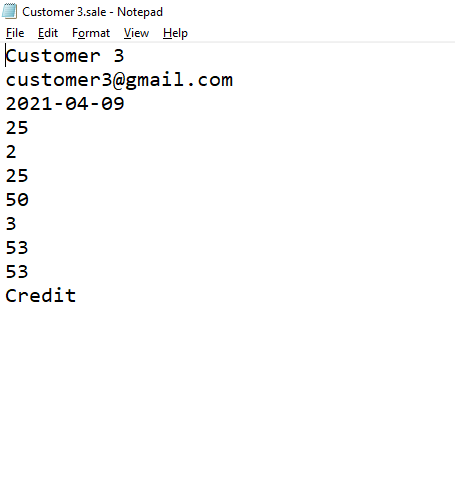 Customer 3.sale - Notepad
File Edit Format View Help
Customer 3
customer3@gmail.com
2021-04-09
25
2
25
50
3
53
53
Credit